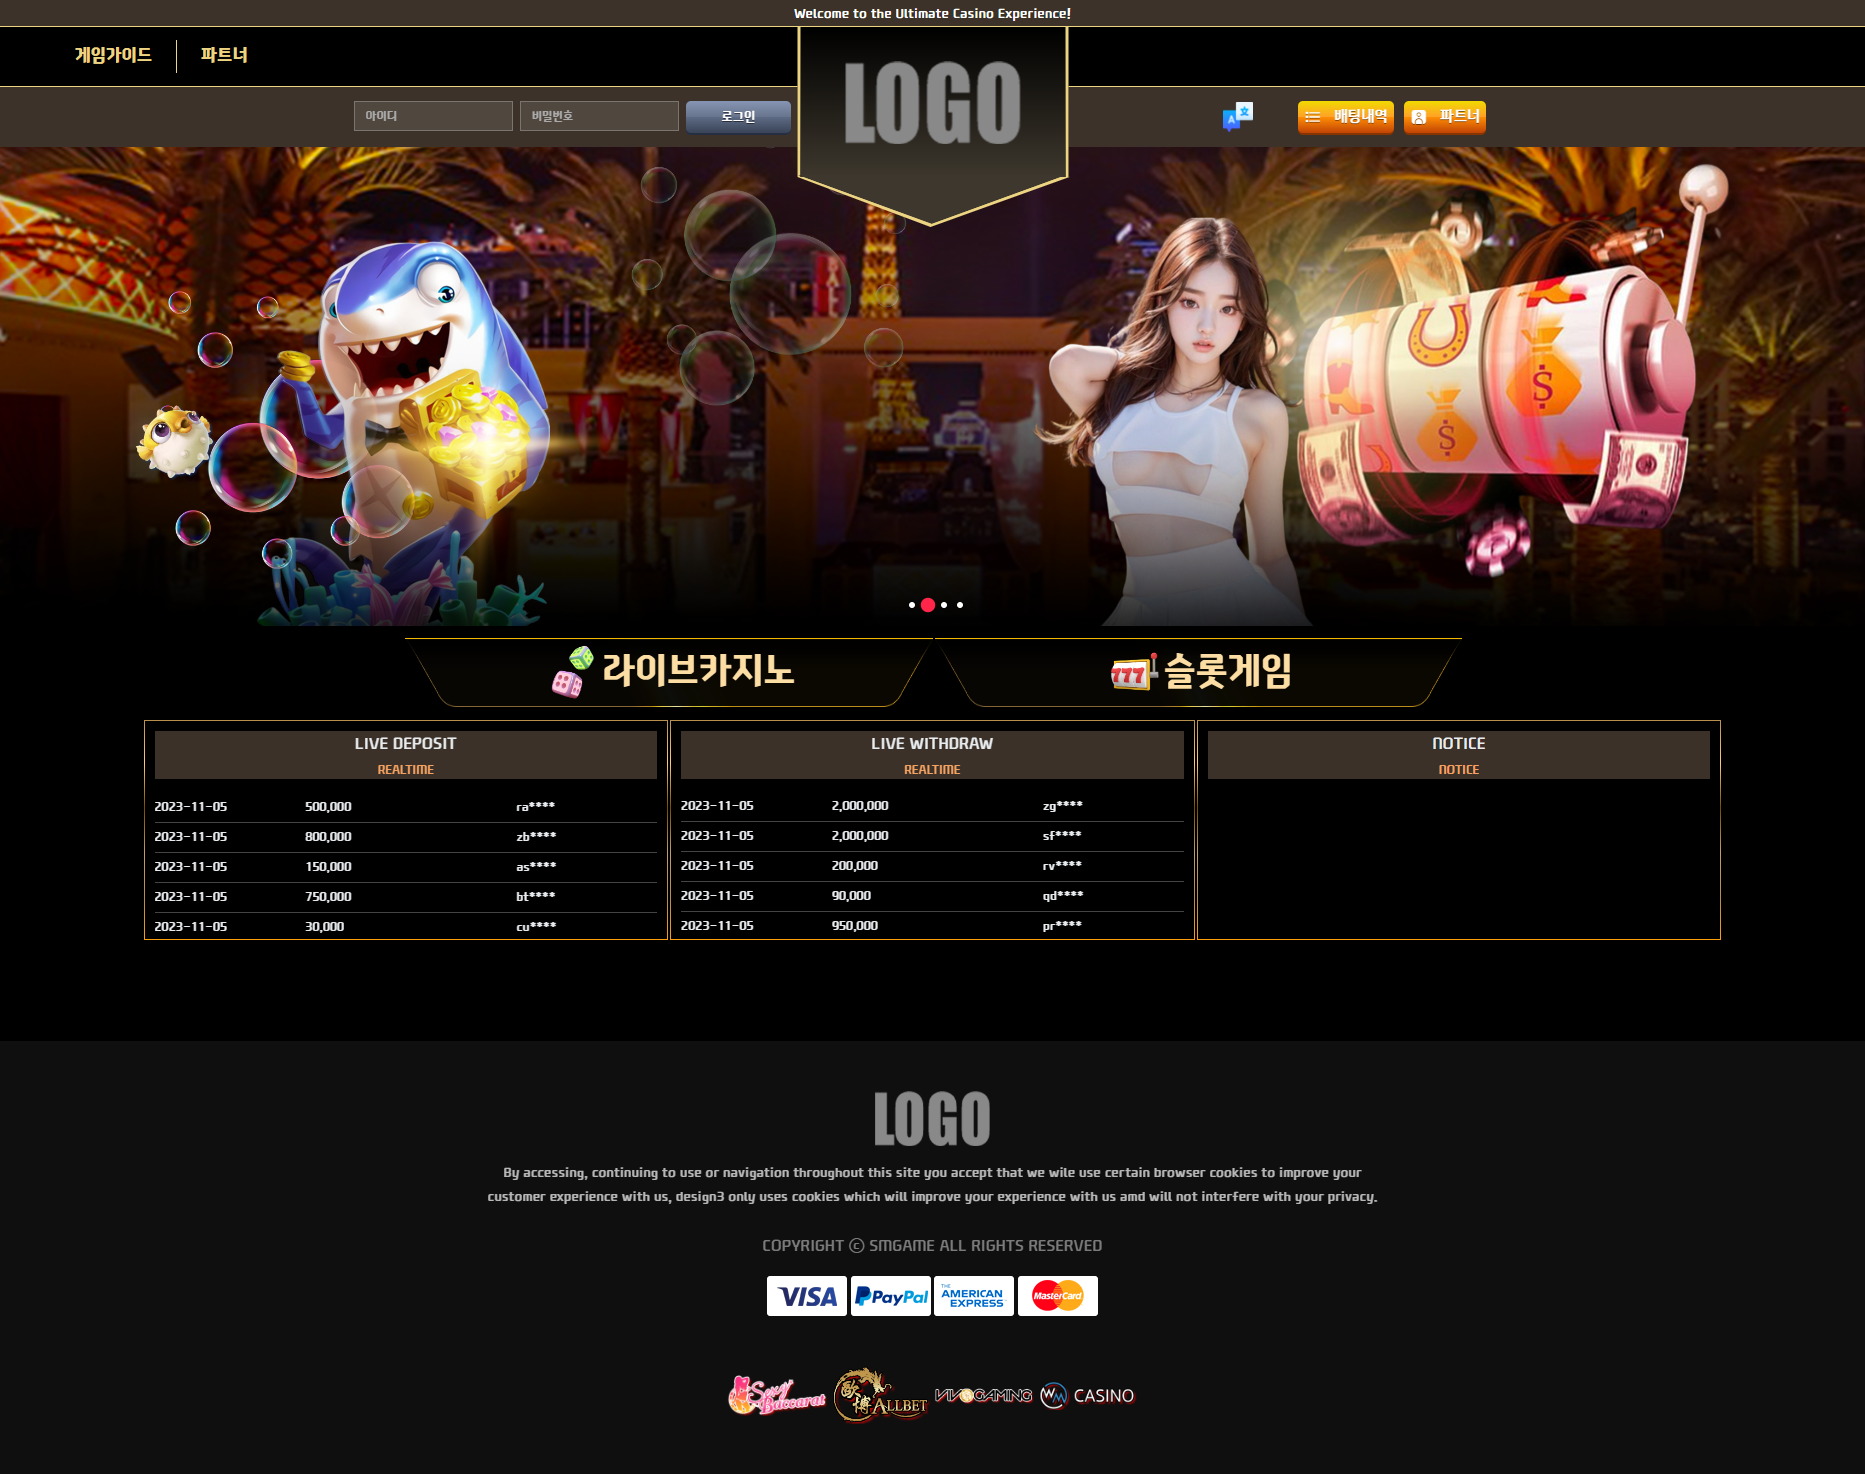 Welcome to the Ultimate Casino Experience!
게임가이드
파트너
LOGO
아이디
비밀번호
로그인
배팅내역
파트너
라이브카지노
777
슬롯게임
LIVE DEPOSIT
REALTIME
2023-11-05 500,000 ra****
2023-11-05 800,000 zb****
2023-11-05 150,000 as****
2023-11-05 750,000 bt****
2023-11-05 30,000 cu****
LIVE WITHDRAW
REALTIME
2023-11-05 2,000,000 zg****
2023-11-05 2,000,000 sf****
2023-11-05 200,000 rv****
2023-11-05 90,000 qd****
2023-11-05 950,000 pr****
NOTICE
NOTICE
LOGO
By accessing, continuing to use or navigation throughout this site you accept that we wile use certain browser cookies to improve your
customer experience with us, design3 only uses cookies which will improve your experience with us amd will not interfere with your privacy.
COPYRIGHT ⓒ SMGAME ALL RIGHTS RESERVED
VISA PayPal THE AMERICAN EXPRESS MasterCard
Sexy Baccarat ALLBET VIVOGAMING WM CASINO